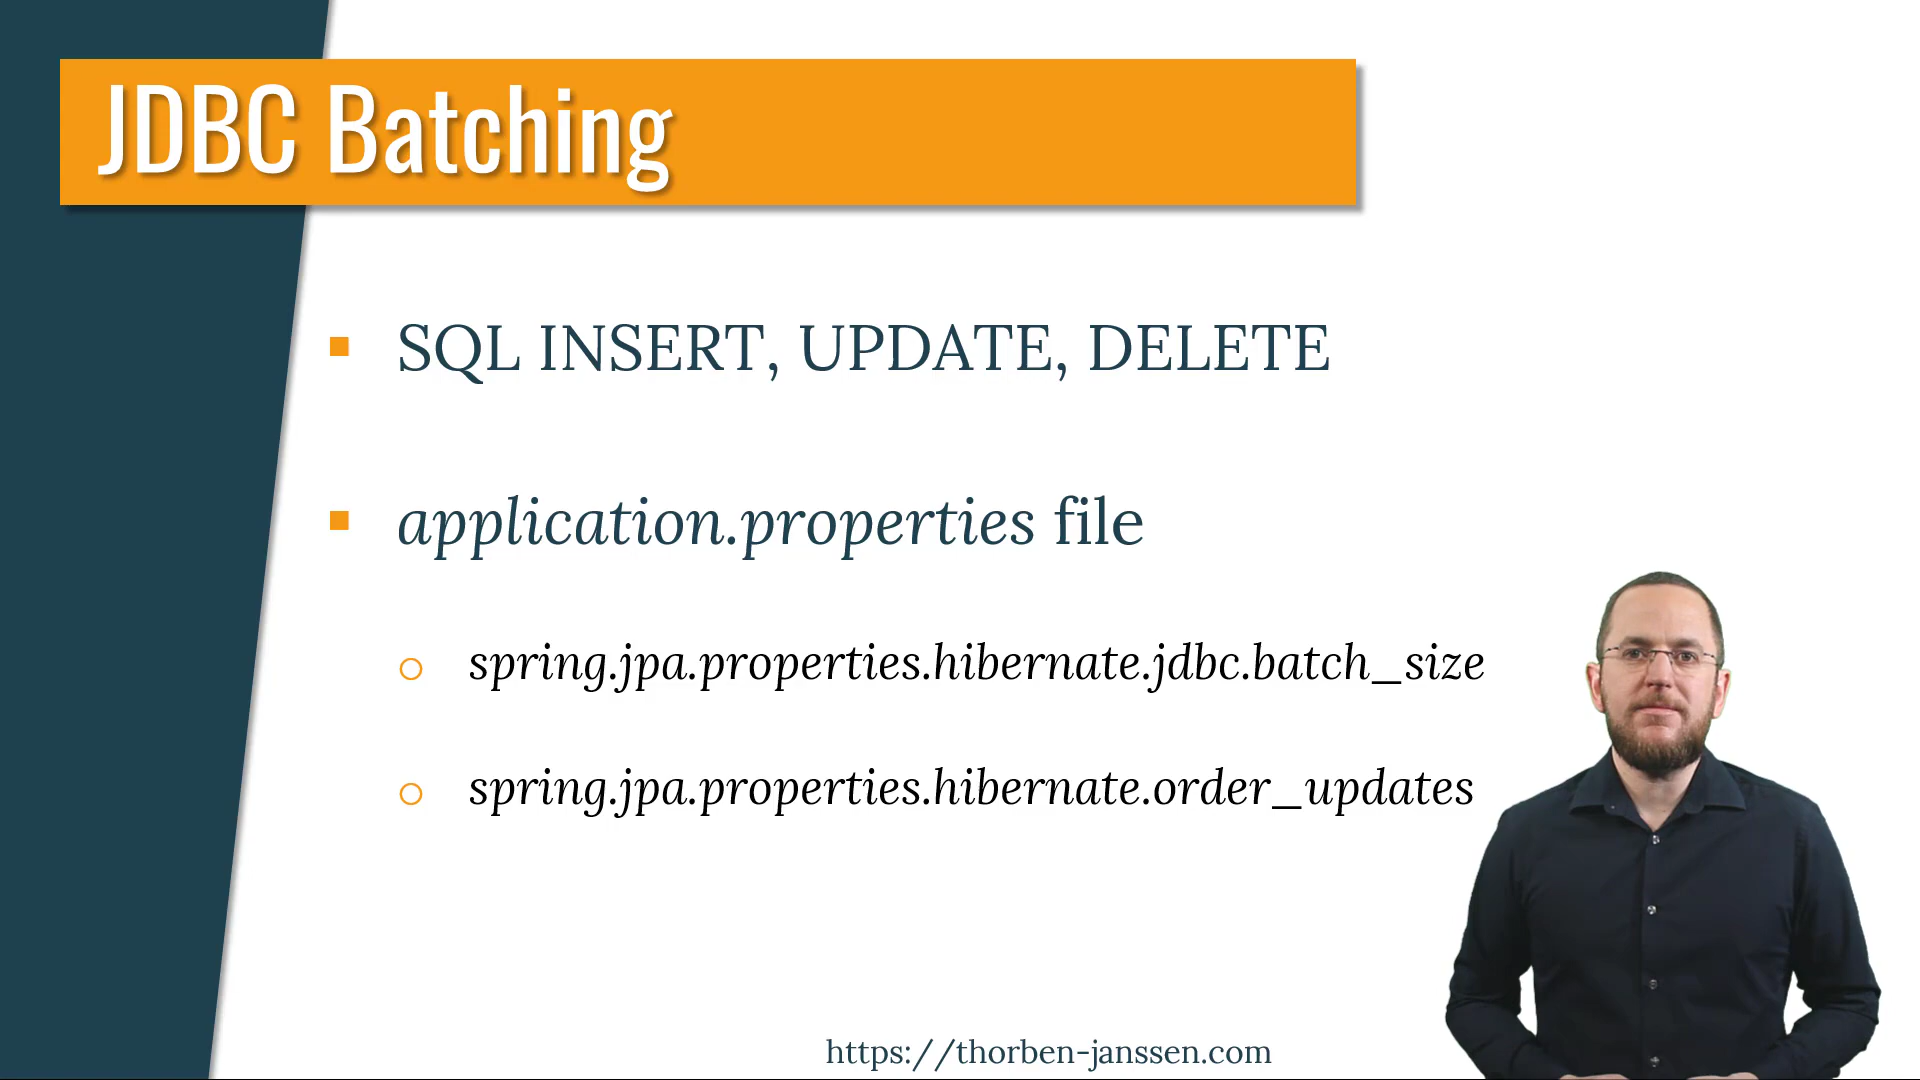 JDBC Batching
SQL INSERT, UPDATE, DELETE
application.properties file
spring.jpa.properties.hibernate.jdbc.batch_size
spring.jpa.properties.hibernate.order_updates
https://thorben-janssen.com